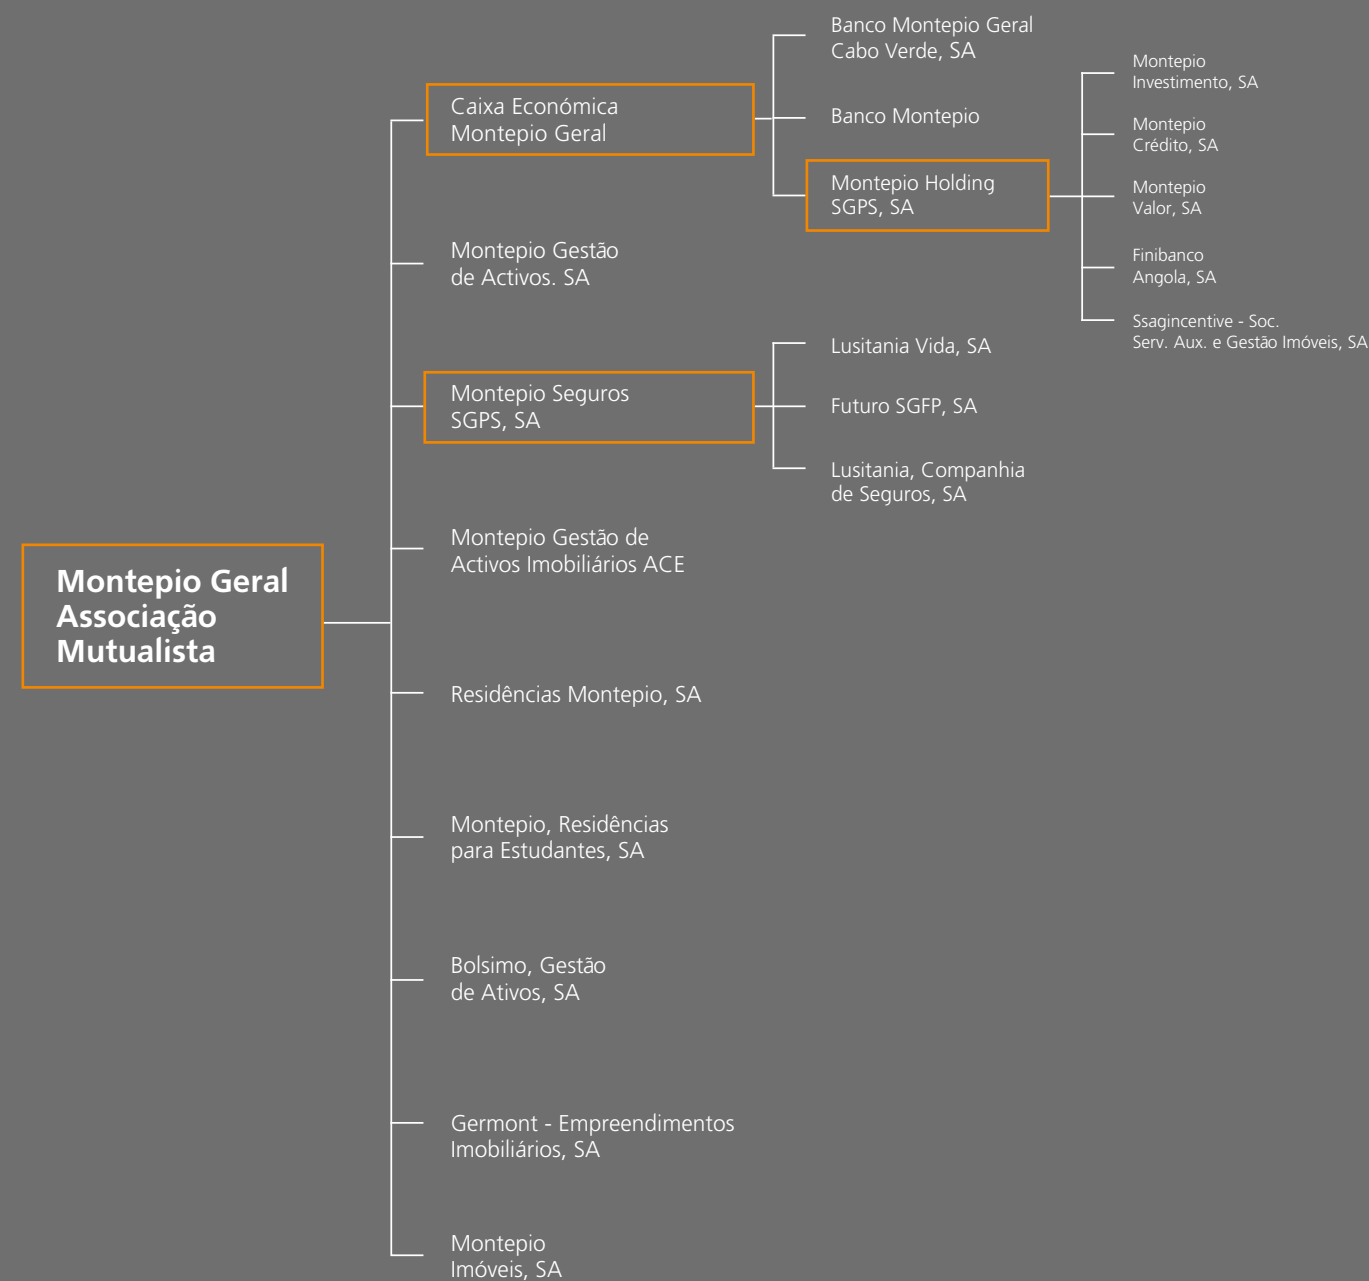 Montepio Geral
Associação
Mutualista
Caixa Económica
Montepio Geral
Banco Montepio Geral
Cabo Verde, SA
Banco Montepio
Montepio Holding
SGPS, SA
Montepio
Investimento, SA
Montepio
Crédito, SA
Montepio
Valor, SA
Finibanco
Angola, SA
Ssagincentive - Soc.
Serv. Aux. e Gestão Imóveis, SA
Montepio Gestão
de Activos. SA
Montepio Seguros
SGPS, SA
Lusitania Vida, SA
Futuro SGFP, SA
Lusitania, Companhia
de Seguros, SA
Montepio Gestão de
Activos Imobiliários ACE
Residências Montepio, SA
Montepio, Residências
para Estudantes, SA
Bolsimo, Gestão
de Ativos, SA
Germont - Empreendimentos
Imobiliários, SA
Montepio
Imóveis, SA